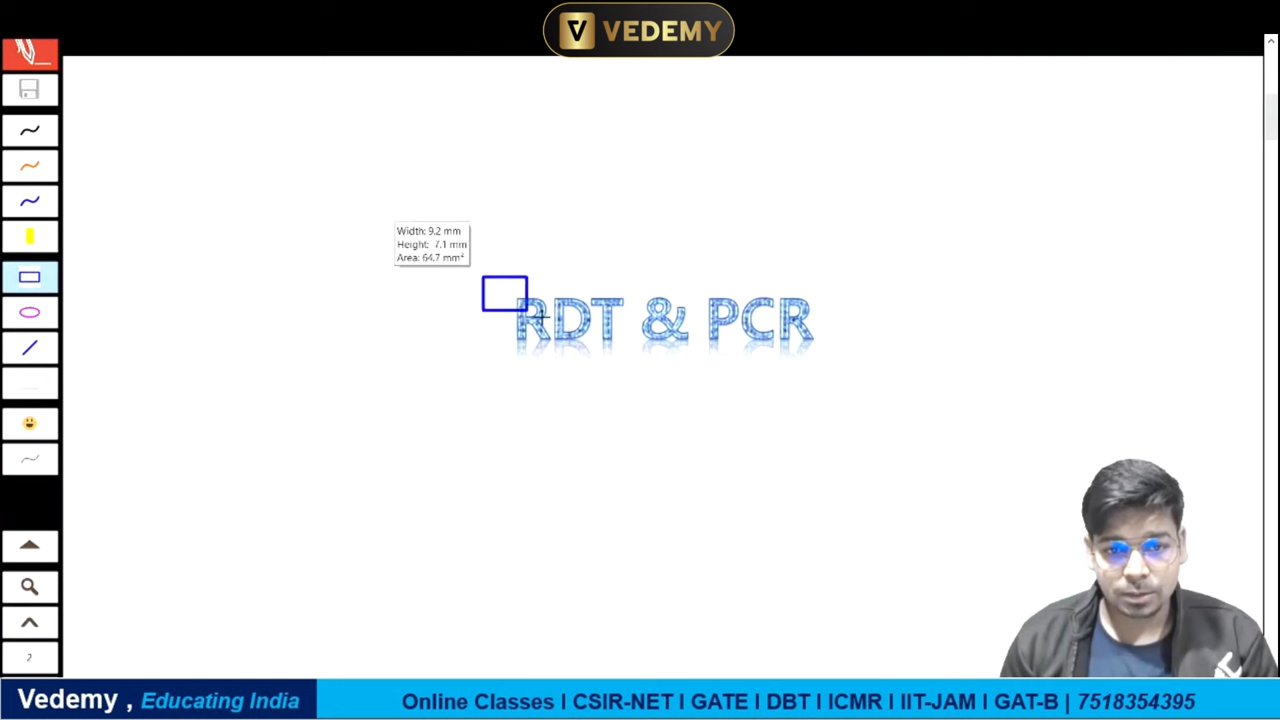 VEDEMY
Width: 9.2 mm
Height: 7.1 mm
Area: 64.7 mm²
RDT & PCR
2
Vedemy , Educating India
Online Classes I CSIR-NET I GATE I DBT I ICMR I IIT-JAM I GAT-B | 7518354395